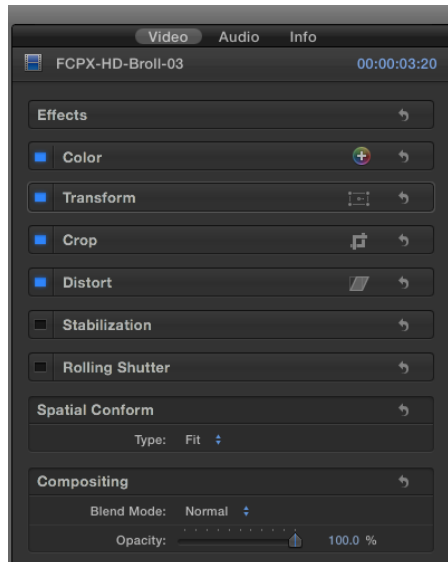 Video Audio Info
FCPX-HD-Broll-03 00:00:03:20
Effects
Color
Transform
Crop
Distort
Stabilization
Rolling Shutter
Spatial Conform
Type: Fit
Compositing
Blend Mode: Normal
Opacity: 100.0 %